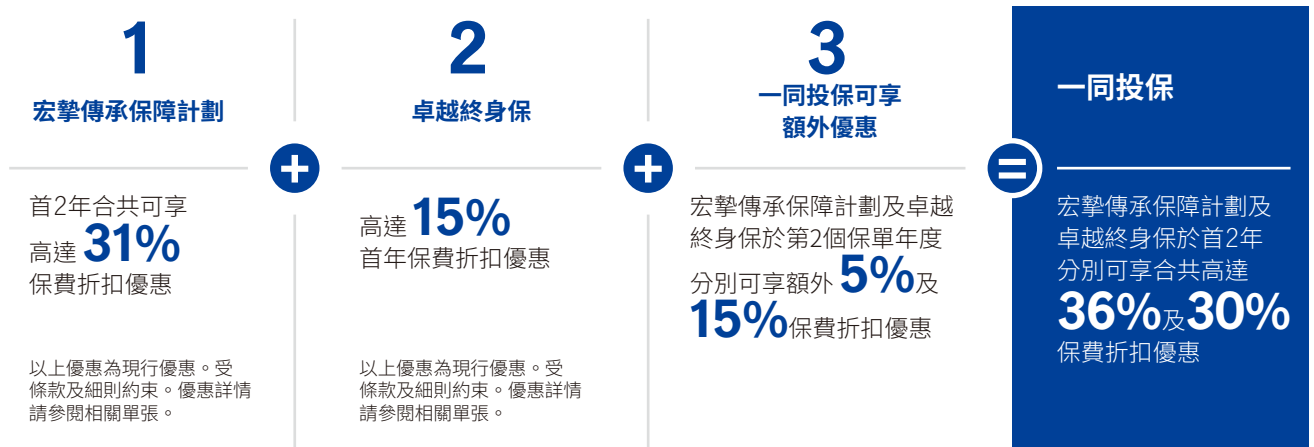 1
宏摯傳承保障計劃
首2年合共可享
高達 31%
保費折扣優惠
以上優惠為現行優惠。受
條款及細則約束。優惠詳情
請參閱相關單張。
+
2
卓越終身保
高達 15%
首年保費折扣優惠
以上優惠為現行優惠。受
條款及細則約束。優惠詳情
請參閱相關單張。
+
3
一同投保可享
額外優惠
宏摯傳承保障計劃及卓越
終身保於第2個保單年度
分別可享額外 5%及
15%保費折扣優惠
=
一同投保
宏摯傳承保障計劃及
卓越終身保於首2年
分別可享合共高達
36%及30%
保費折扣優惠